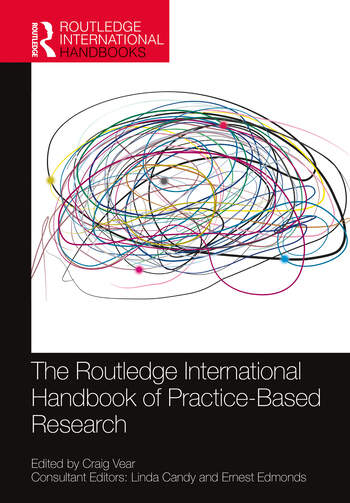 ROUTLEDGE
ROUTLEDGE
INTERNATIONAL
HANDBOOKS
The Routledge International
Handbook of Practice-Based
Research
Edited by Craig Vear
Consultant Editors: Linda Candy and Ernest Edmonds